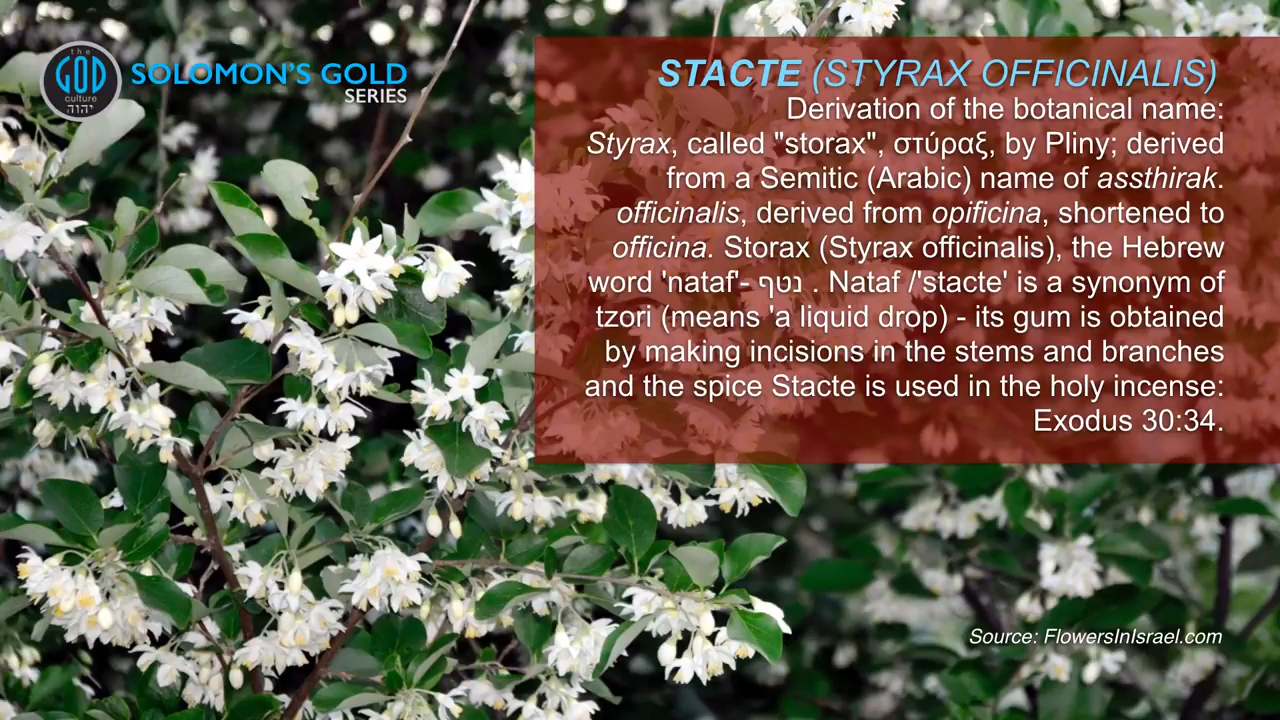 the
GOD
culture
יהוה
SOLOMON'S GOLD
SERIES
STACTE (STYRAX OFFICINALIS)
Derivation of the botanical name:
Styrax, called "storax", στύραξ, by Pliny; derived
from a Semitic (Arabic) name of assthirak.
officinalis, derived from opificina, shortened to
officina. Storax (Styrax officinalis), the Hebrew
word 'nataf'- נטף . Nataf /'stacte' is a synonym of
tzori (means 'a liquid drop) - its gum is obtained
by making incisions in the stems and branches
and the spice Stacte is used in the holy incense:
Exodus 30:34.
Source: FlowersInIsrael.com